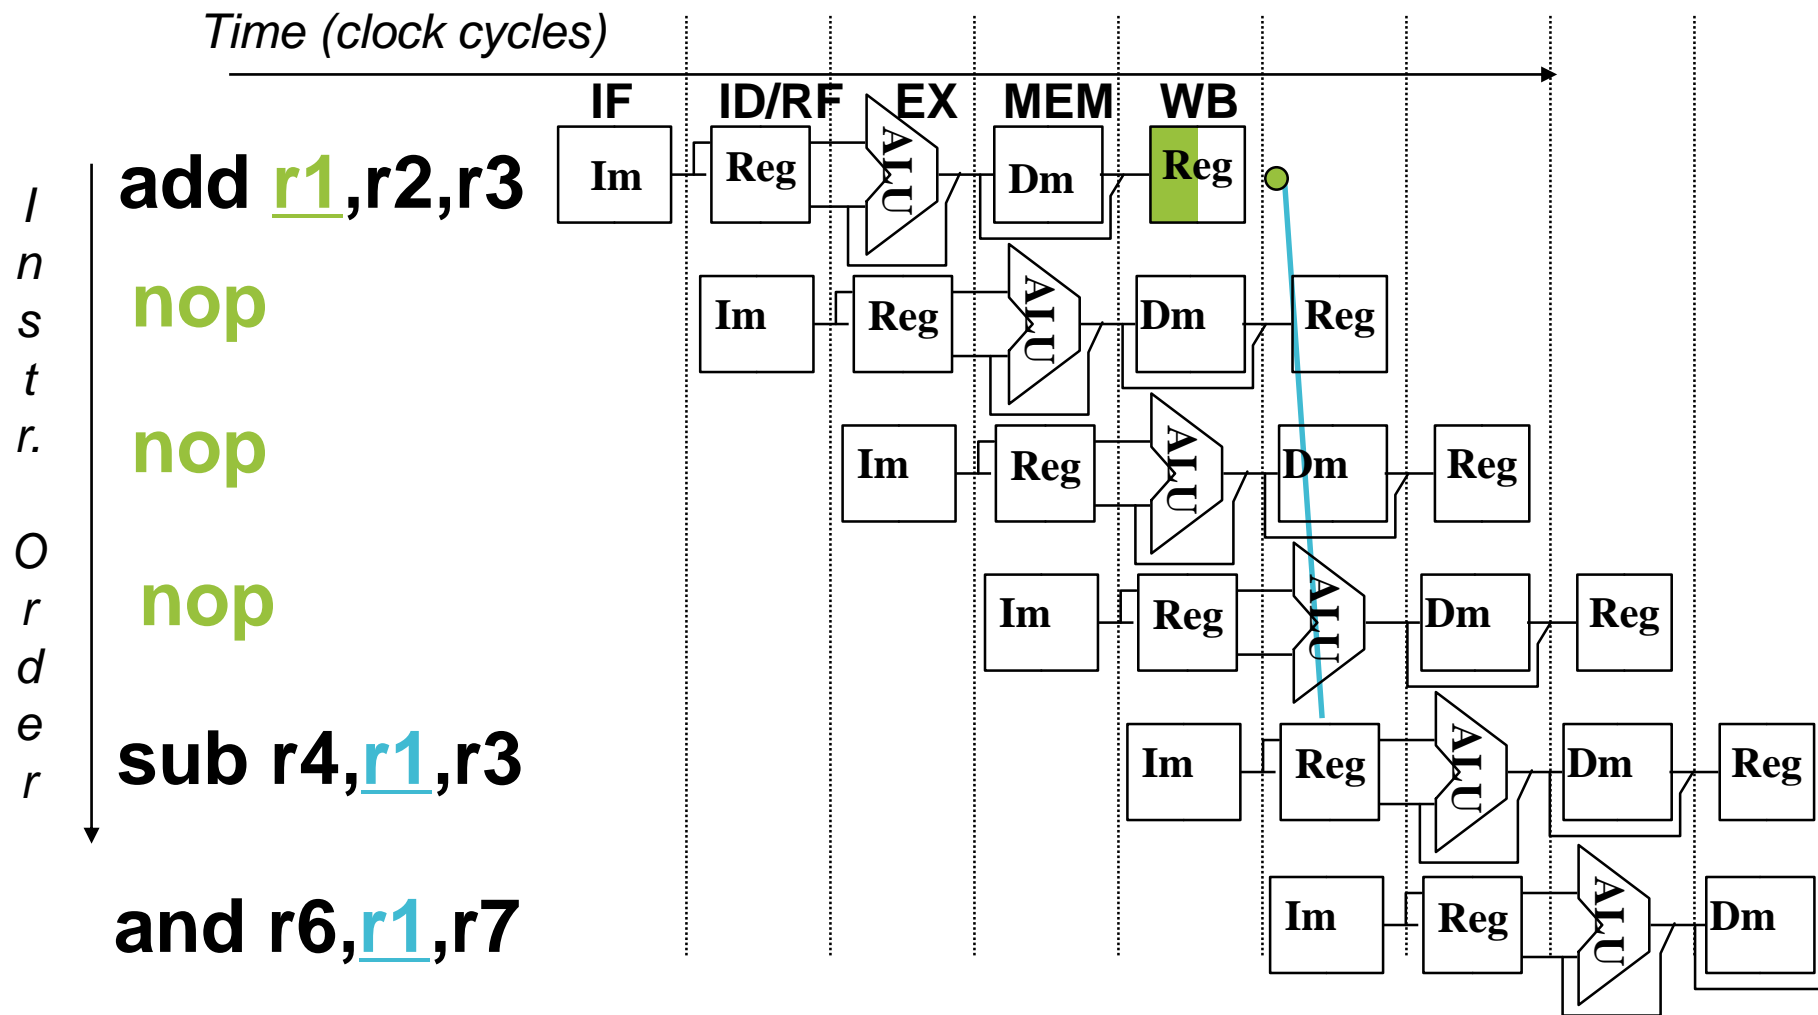 Time (clock cycles)
IF ID/RF EX MEM WB
Instr. Order
add r1,r2,r3 Im Reg ALU Dm Reg
nop Im Reg ALU Dm Reg
nop Im Reg ALU Dm Reg
nop Im Reg ALU Dm Reg
sub r4,r1,r3 Im Reg ALU Dm Reg
and r6,r1,r7 Im Reg ALU Dm